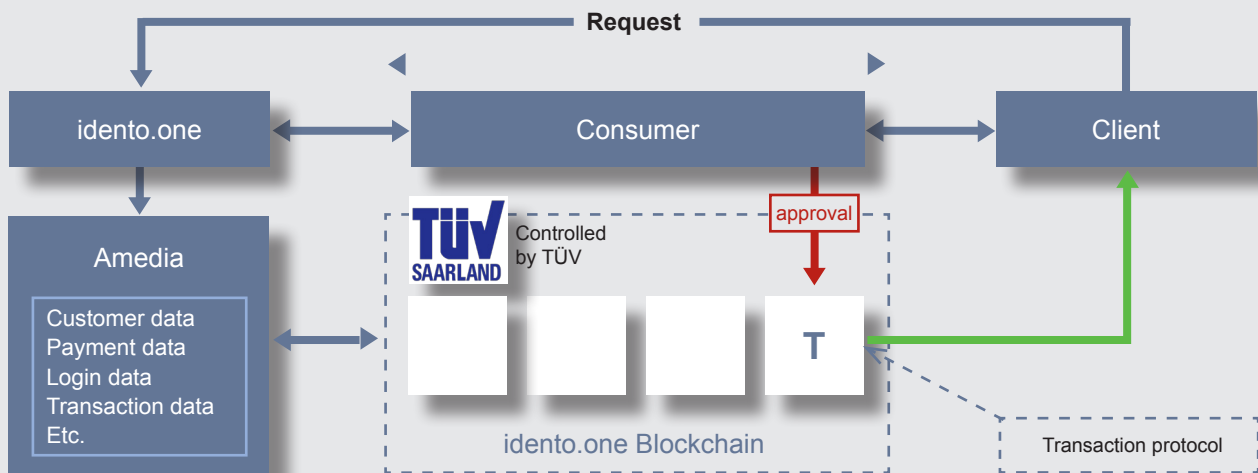 Request
idento.one
Consumer
Client
approval
TÜV
SAARLAND
Controlled
by TÜV
Amedia
Customer data
Payment data
Login data
Transaction data
Etc.
T
idento.one Blockchain
Transaction protocol